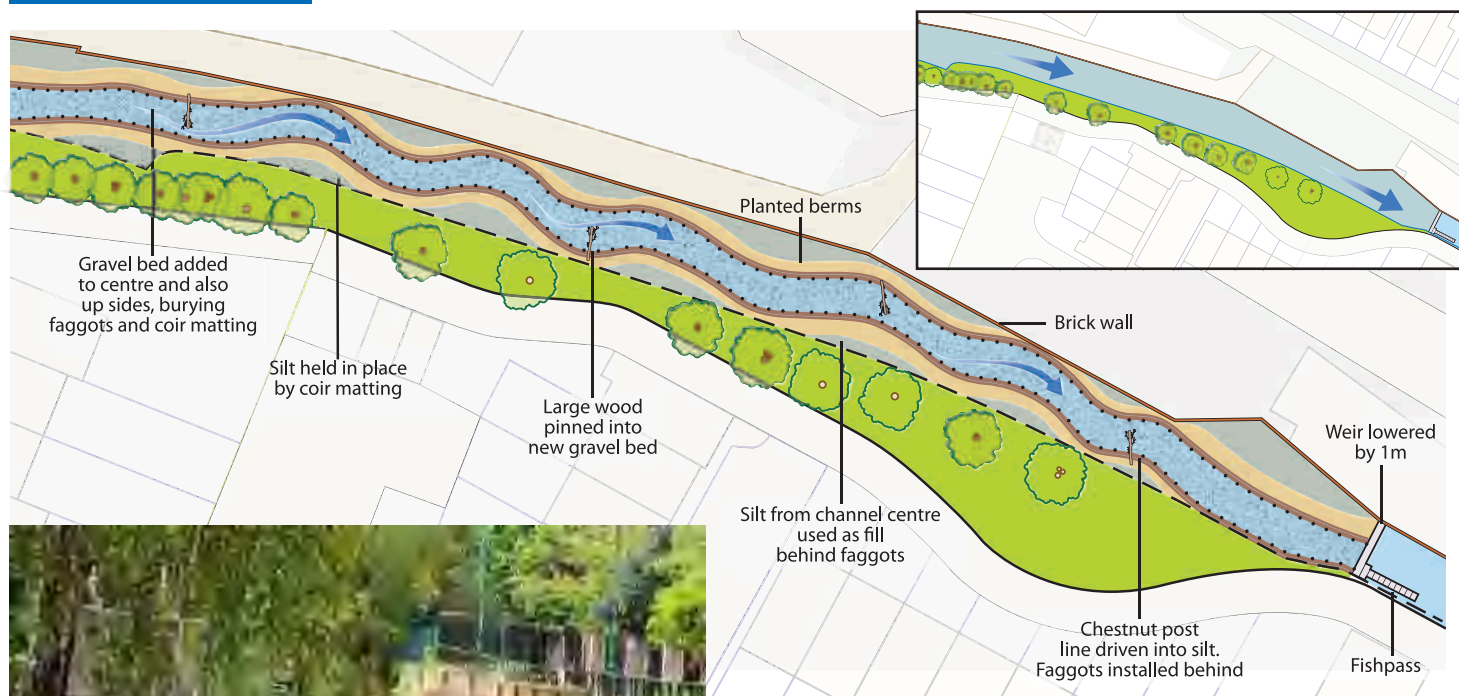 Planted berms
Gravel bed added
to centre and also
up sides, burying
faggots and coir matting
Brick wall
Silt held in place
by coir matting
Large wood
pinned into
new gravel bed
Weir lowered
by 1m
Silt from channel centre
used as fill
behind faggots
Chestnut post
line driven into silt.
Faggots installed behind
Fishpass